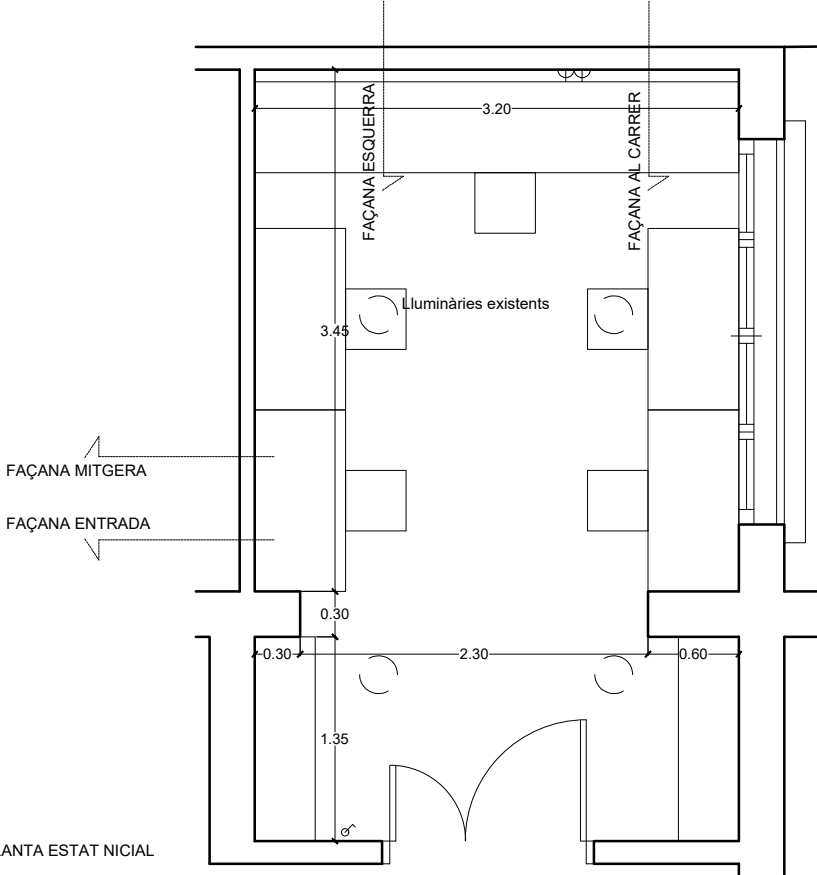 FAÇANA ESQUERRA
FAÇANA AL CARRER
3.20
Lluminàries existents
3.45
FAÇANA MITGERA
FAÇANA ENTRADA
0.30
0.30
2.30
0.60
1.35
LANTA ESTAT NICIAL